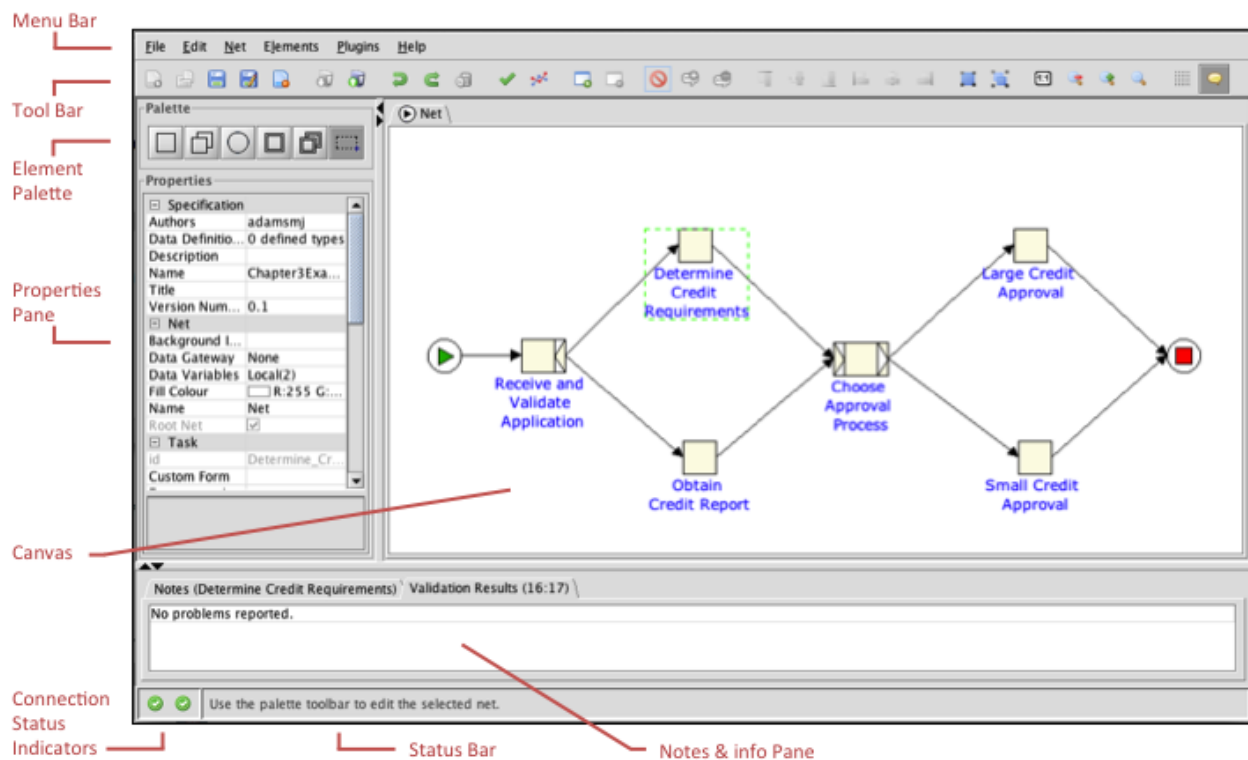 Menu Bar
File Edit Net Elements Plugins Help
Tool Bar
1:1
Palette
Net
Element
Palette
Properties
Specification
Authors adamsmj
Data Definitio... 0 defined types
Description
Name Chapter3Exa...
Title
Version Num... 0.1
Net
Background I...
Data Gateway None
Data Variables Local(2)
Fill Colour R:255 G:...
Name Net
Root Net
Task
id Determine_Cr...
Custom Form
Properties
Pane
Determine
Credit
Requirements
Large Credit
Approval
Receive and
Validate
Application
Choose
Approval
Process
Obtain
Credit Report
Small Credit
Approval
Canvas
Notes (Determine Credit Requirements) Validation Results (16:17)
No problems reported.
Connection
Status
Indicators
Use the palette toolbar to edit the selected net.
Status Bar
Notes & info Pane